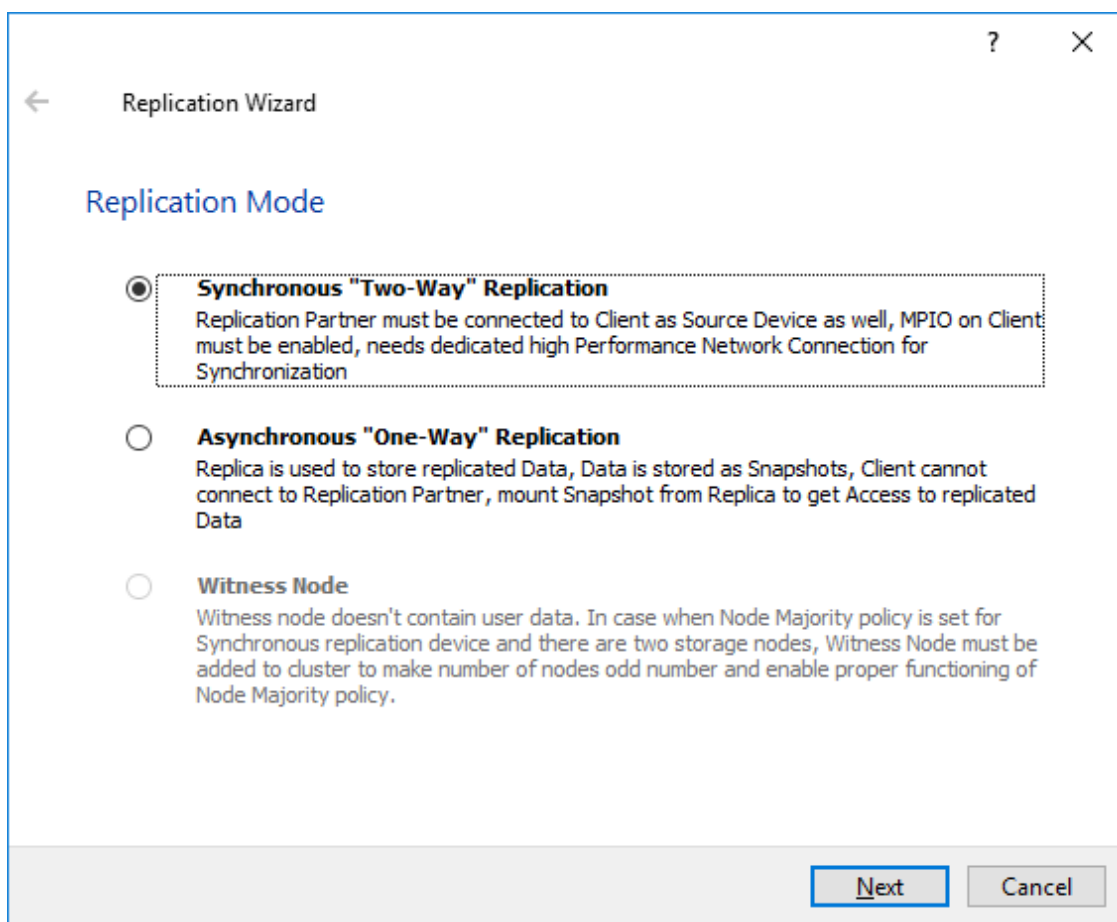 ?
Replication Wizard
Replication Mode
Synchronous "Two-Way" Replication
Replication Partner must be connected to Client as Source Device as well, MPIO on Client
must be enabled, needs dedicated high Performance Network Connection for
Synchronization
Asynchronous "One-Way" Replication
Replica is used to store replicated Data, Data is stored as Snapshots, Client cannot
connect to Replication Partner, mount Snapshot from Replica to get Access to replicated
Data
Witness Node
Witness node doesn't contain user data. In case when Node Majority policy is set for
Synchronous replication device and there are two storage nodes, Witness Node must be
added to cluster to make number of nodes odd number and enable proper functioning of
Node Majority policy.
Next
Cancel